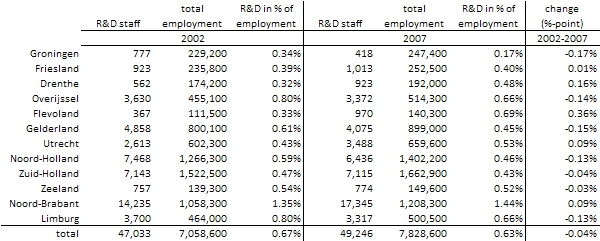 total R&D in % of total R&D in % of change
R&D staff employment employment R&D staff employment employment (%-point)
2002 2007 2002-2007
Groningen 777 229,200 0.34% 418 247,400 0.17% -0.17%
Friesland 923 235,800 0.39% 1,013 252,500 0.40% 0.01%
Drenthe 562 174,200 0.32% 923 192,000 0.48% 0.16%
Overijssel 3,630 455,100 0.80% 3,372 514,300 0.66% -0.14%
Flevoland 367 111,500 0.33% 970 140,300 0.69% 0.36%
Gelderland 4,858 800,100 0.61% 4,075 899,000 0.45% -0.15%
Utrecht 2,613 602,300 0.43% 3,488 659,600 0.53% 0.09%
Noord-Holland 7,468 1,266,300 0.59% 6,436 1,402,200 0.46% -0.13%
Zuid-Holland 7,143 1,522,500 0.47% 7,115 1,662,900 0.43% -0.04%
Zeeland 757 139,300 0.54% 774 149,600 0.52% -0.03%
Noord-Brabant 14,235 1,058,300 1.35% 17,345 1,208,300 1.44% 0.09%
Limburg 3,700 464,000 0.80% 3,317 500,500 0.66% -0.13%
total 47,033 7,058,600 0.67% 49,246 7,828,600 0.63% -0.04%